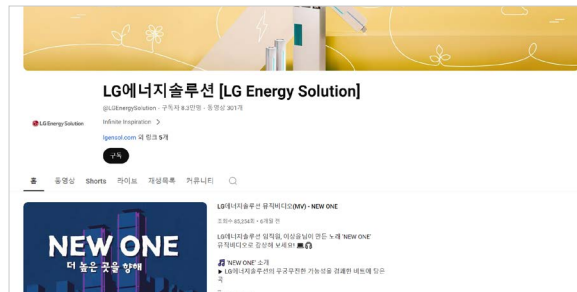 LG에너지솔루션 [LG Energy Solution]
@LGEnergySolution · 구독자 8.2만명 · 동영상 301개
LG Energy Solution
Infinite Inspiration >
lgensol.com 외 링크 5개
구독
홈 동영상 Shorts 라이브 재생목록 커뮤니티
LG에너지솔루션 뮤직비디오(MV) - NEW ONE
조회수 83,234회 · 6개월 전
LG에너지솔루션 임직원, 이상윤님이 만든 노래 'NEW ONE'
뮤직비디오로 감상해 보세요!
'NEW ONE' 소개
▶ LG에너지솔루션의 무궁무진한 가능성을 경쾌한 비트에 담은
곡
NEW ONE
더 높은 곳을 향해